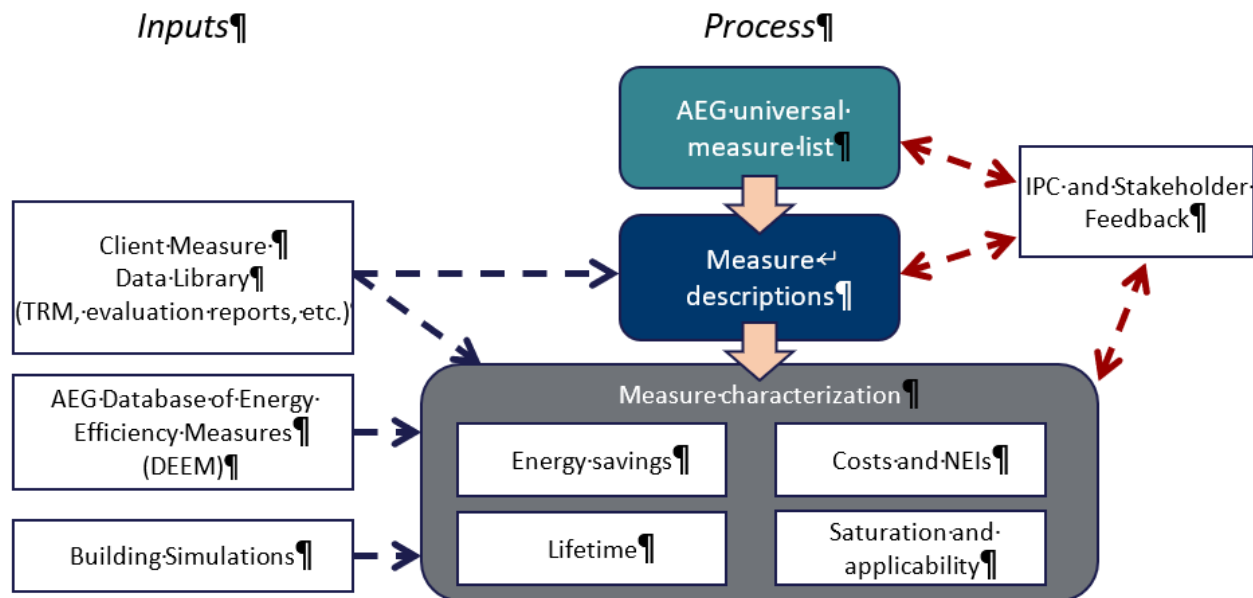 Inputs¶
Process¶
AEG·universal·
measure·list¶
IPC·and·Stakeholder·
Feedback¶
Client·Measure·¶
Data·Library¶
(TRM,·evaluation·reports,·etc.)¶
Measure↵
descriptions¶
AEG·Database·of·Energy·
Efficiency·Measures¶
(DEEM)¶
Building·Simulations¶
Measure·characterization¶
Energy·savings¶
Costs·and·NEIs¶
Lifetime¶
Saturation·and·
applicability¶